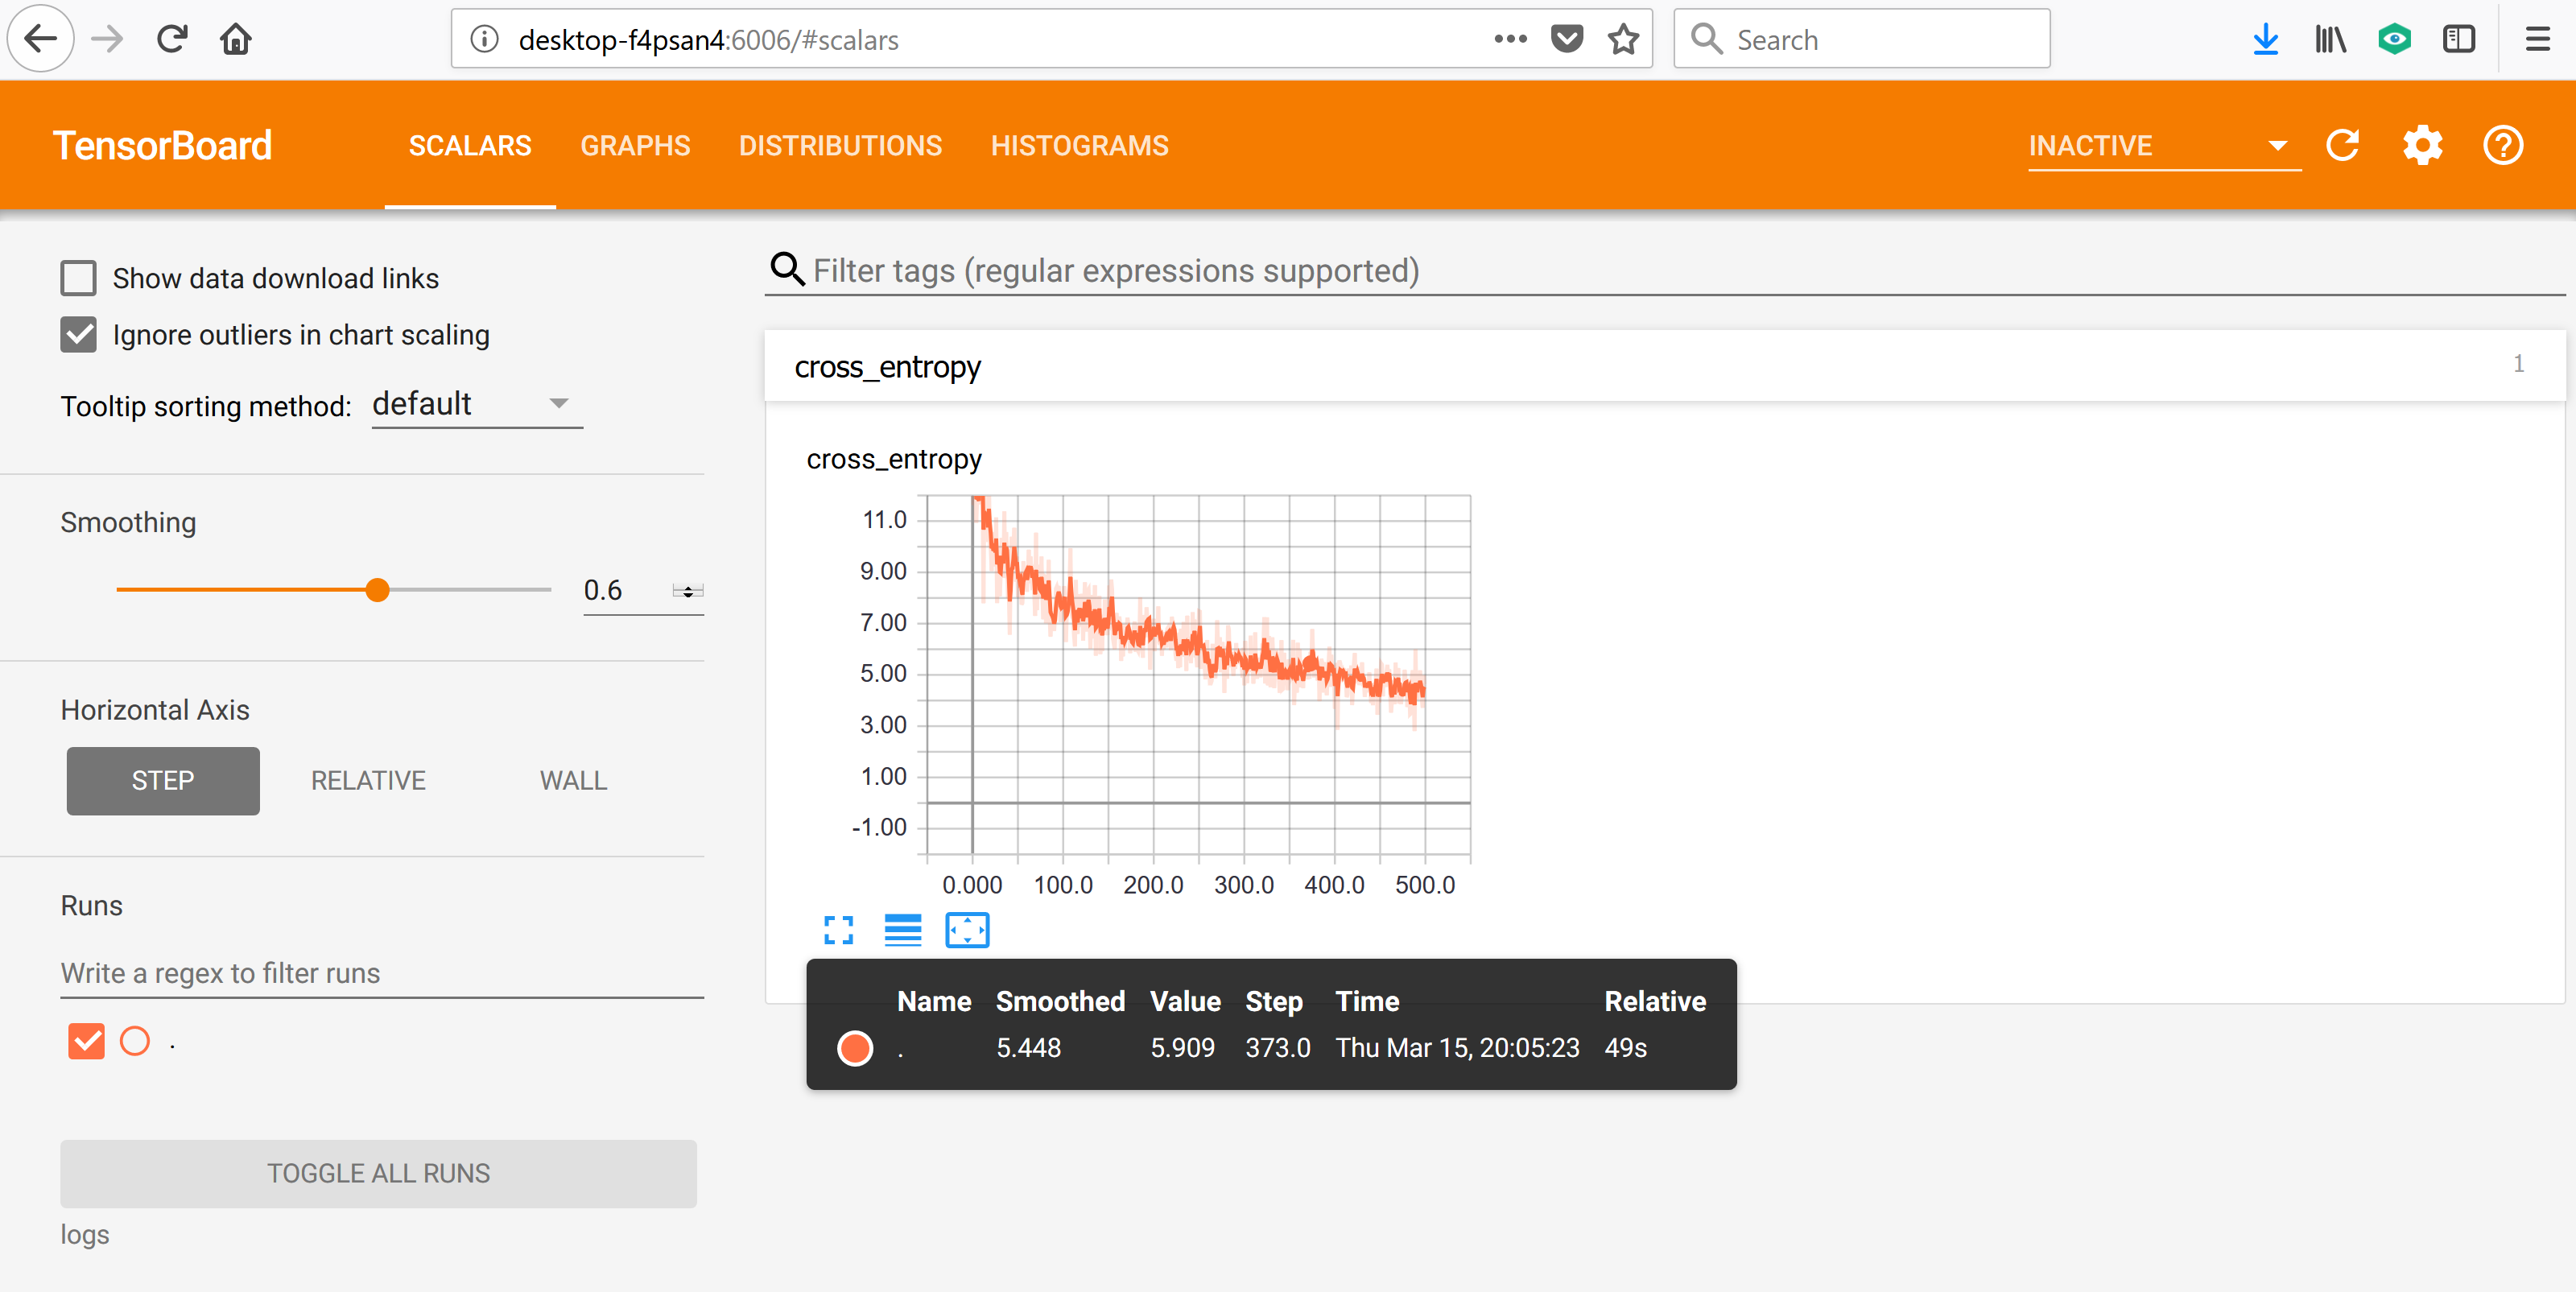 desktop-f4psan4:6006/#scalars
Search
TensorBoard SCALARS GRAPHS DISTRIBUTIONS HISTOGRAMS INACTIVE
Show data download links
Ignore outliers in chart scaling
Tooltip sorting method: default
Smoothing
0.6
Horizontal Axis
STEP RELATIVE WALL
Runs
Write a regex to filter runs
.
TOGGLE ALL RUNS
logs
Filter tags (regular expressions supported)
cross_entropy 1
cross_entropy
11.0
9.00
7.00
5.00
3.00
1.00
-1.00
0.000 100.0 200.0 300.0 400.0 500.0
Name Smoothed Value Step Time Relative
. 5.448 5.909 373.0 Thu Mar 15, 20:05:23 49s